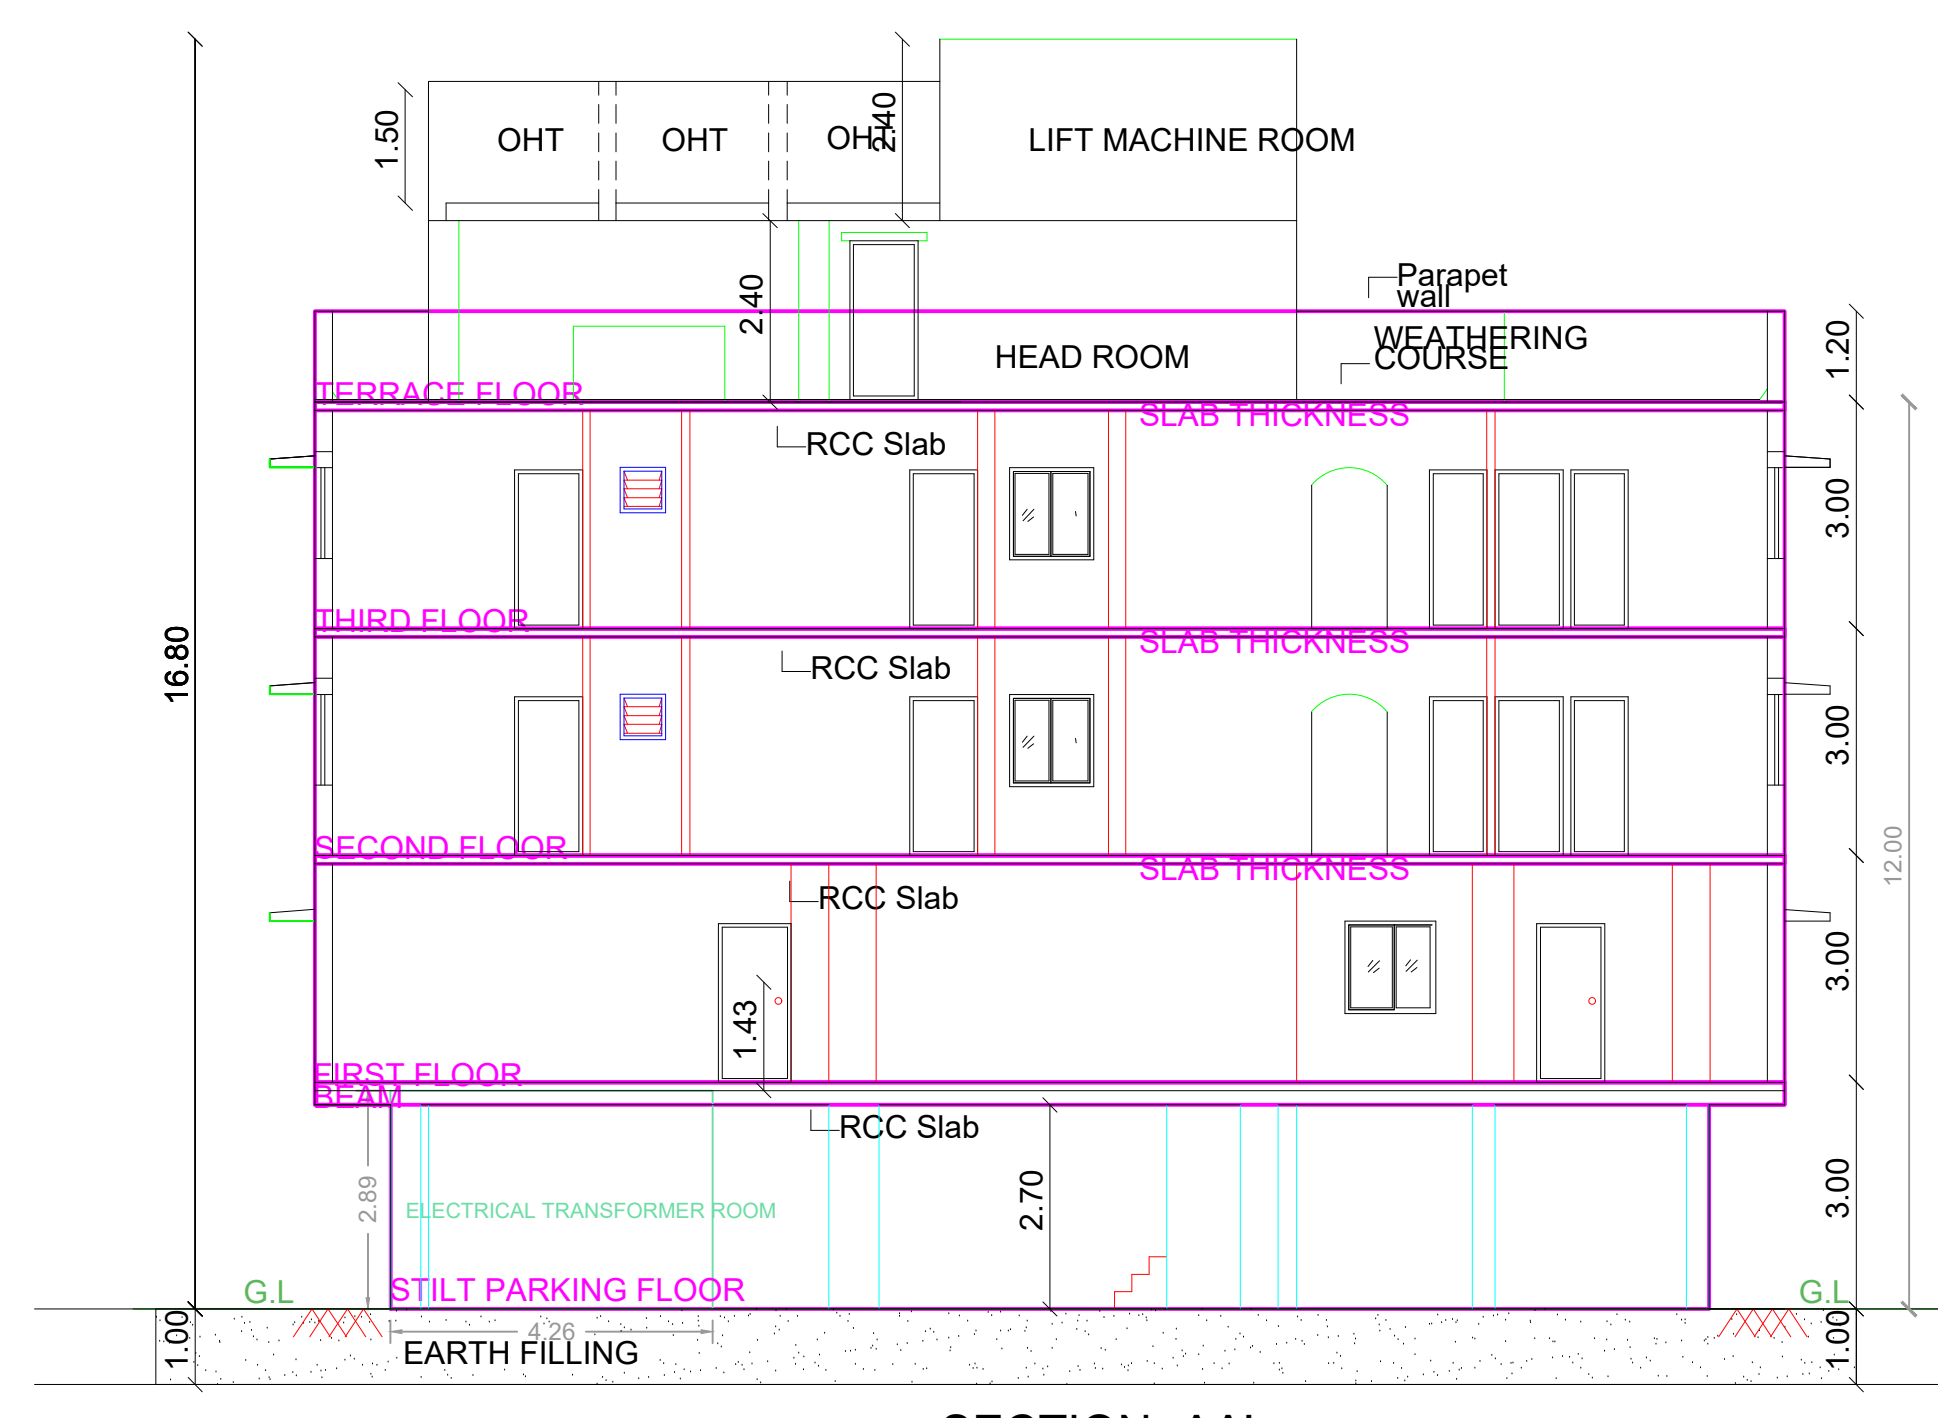 1.50
OHT
OHT
OHT
2.40
LIFT MACHINE ROOM
2.40
Parapet
wall
HEAD ROOM
WEATHERING
COURSE
1.20
TERRACE FLOOR
SLAB THICKNESS
RCC Slab
3.00
THIRD FLOOR
SLAB THICKNESS
RCC Slab
16.80
3.00
SECOND FLOOR
SLAB THICKNESS
RCC Slab
12.00
3.00
1.43
FIRST FLOOR
BEAM
RCC Slab
2.89
ELECTRICAL TRANSFORMER ROOM
2.70
3.00
G.L
STILT PARKING FLOOR
G.L
1.00
4.26
EARTH FILLING
1.00